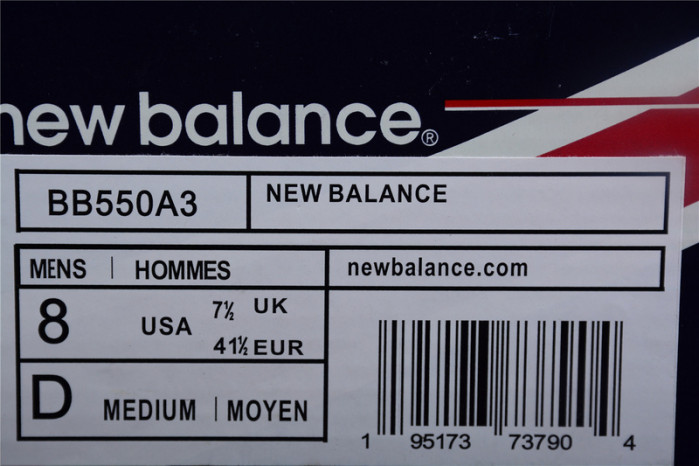 new balance®
BB550A3
NEW BALANCE
MENS | HOMMES
newbalance.com
8 USA 7½ UK
41½ EUR
D MEDIUM | MOYEN
1 95173 73790 4